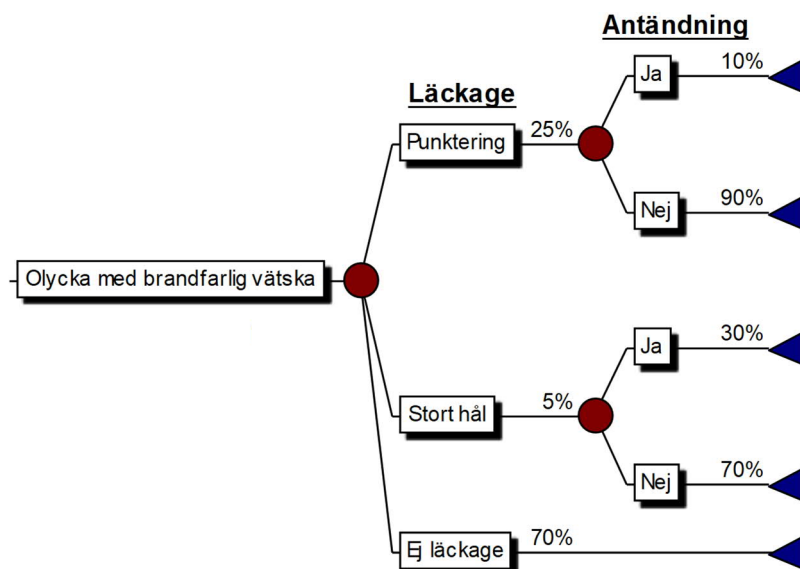 Antändning
Ja 10%
Läckage
Punktering 25%
Nej 90%
Olycka med brandfarlig vätska
Ja 30%
Stort hål 5%
Nej 70%
Ej läckage 70%